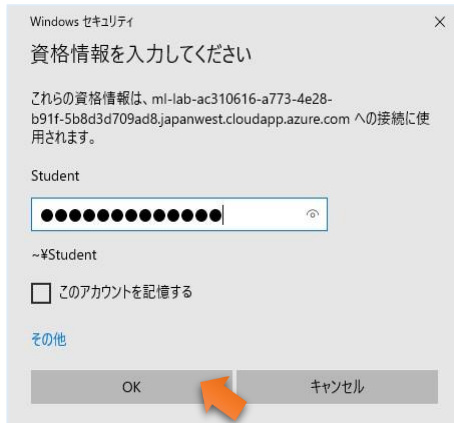 Windows セキュリティ
資格情報を入力してください
これらの資格情報は、ml-lab-ac310616-a773-4e28-
b91f-5b8d3d709ad8.japanwest.cloudapp.azure.com への接続に使
用されます。
Student
●●●●●●●●●●●●●
~¥Student
このアカウントを記憶する
その他
OK
キャンセル